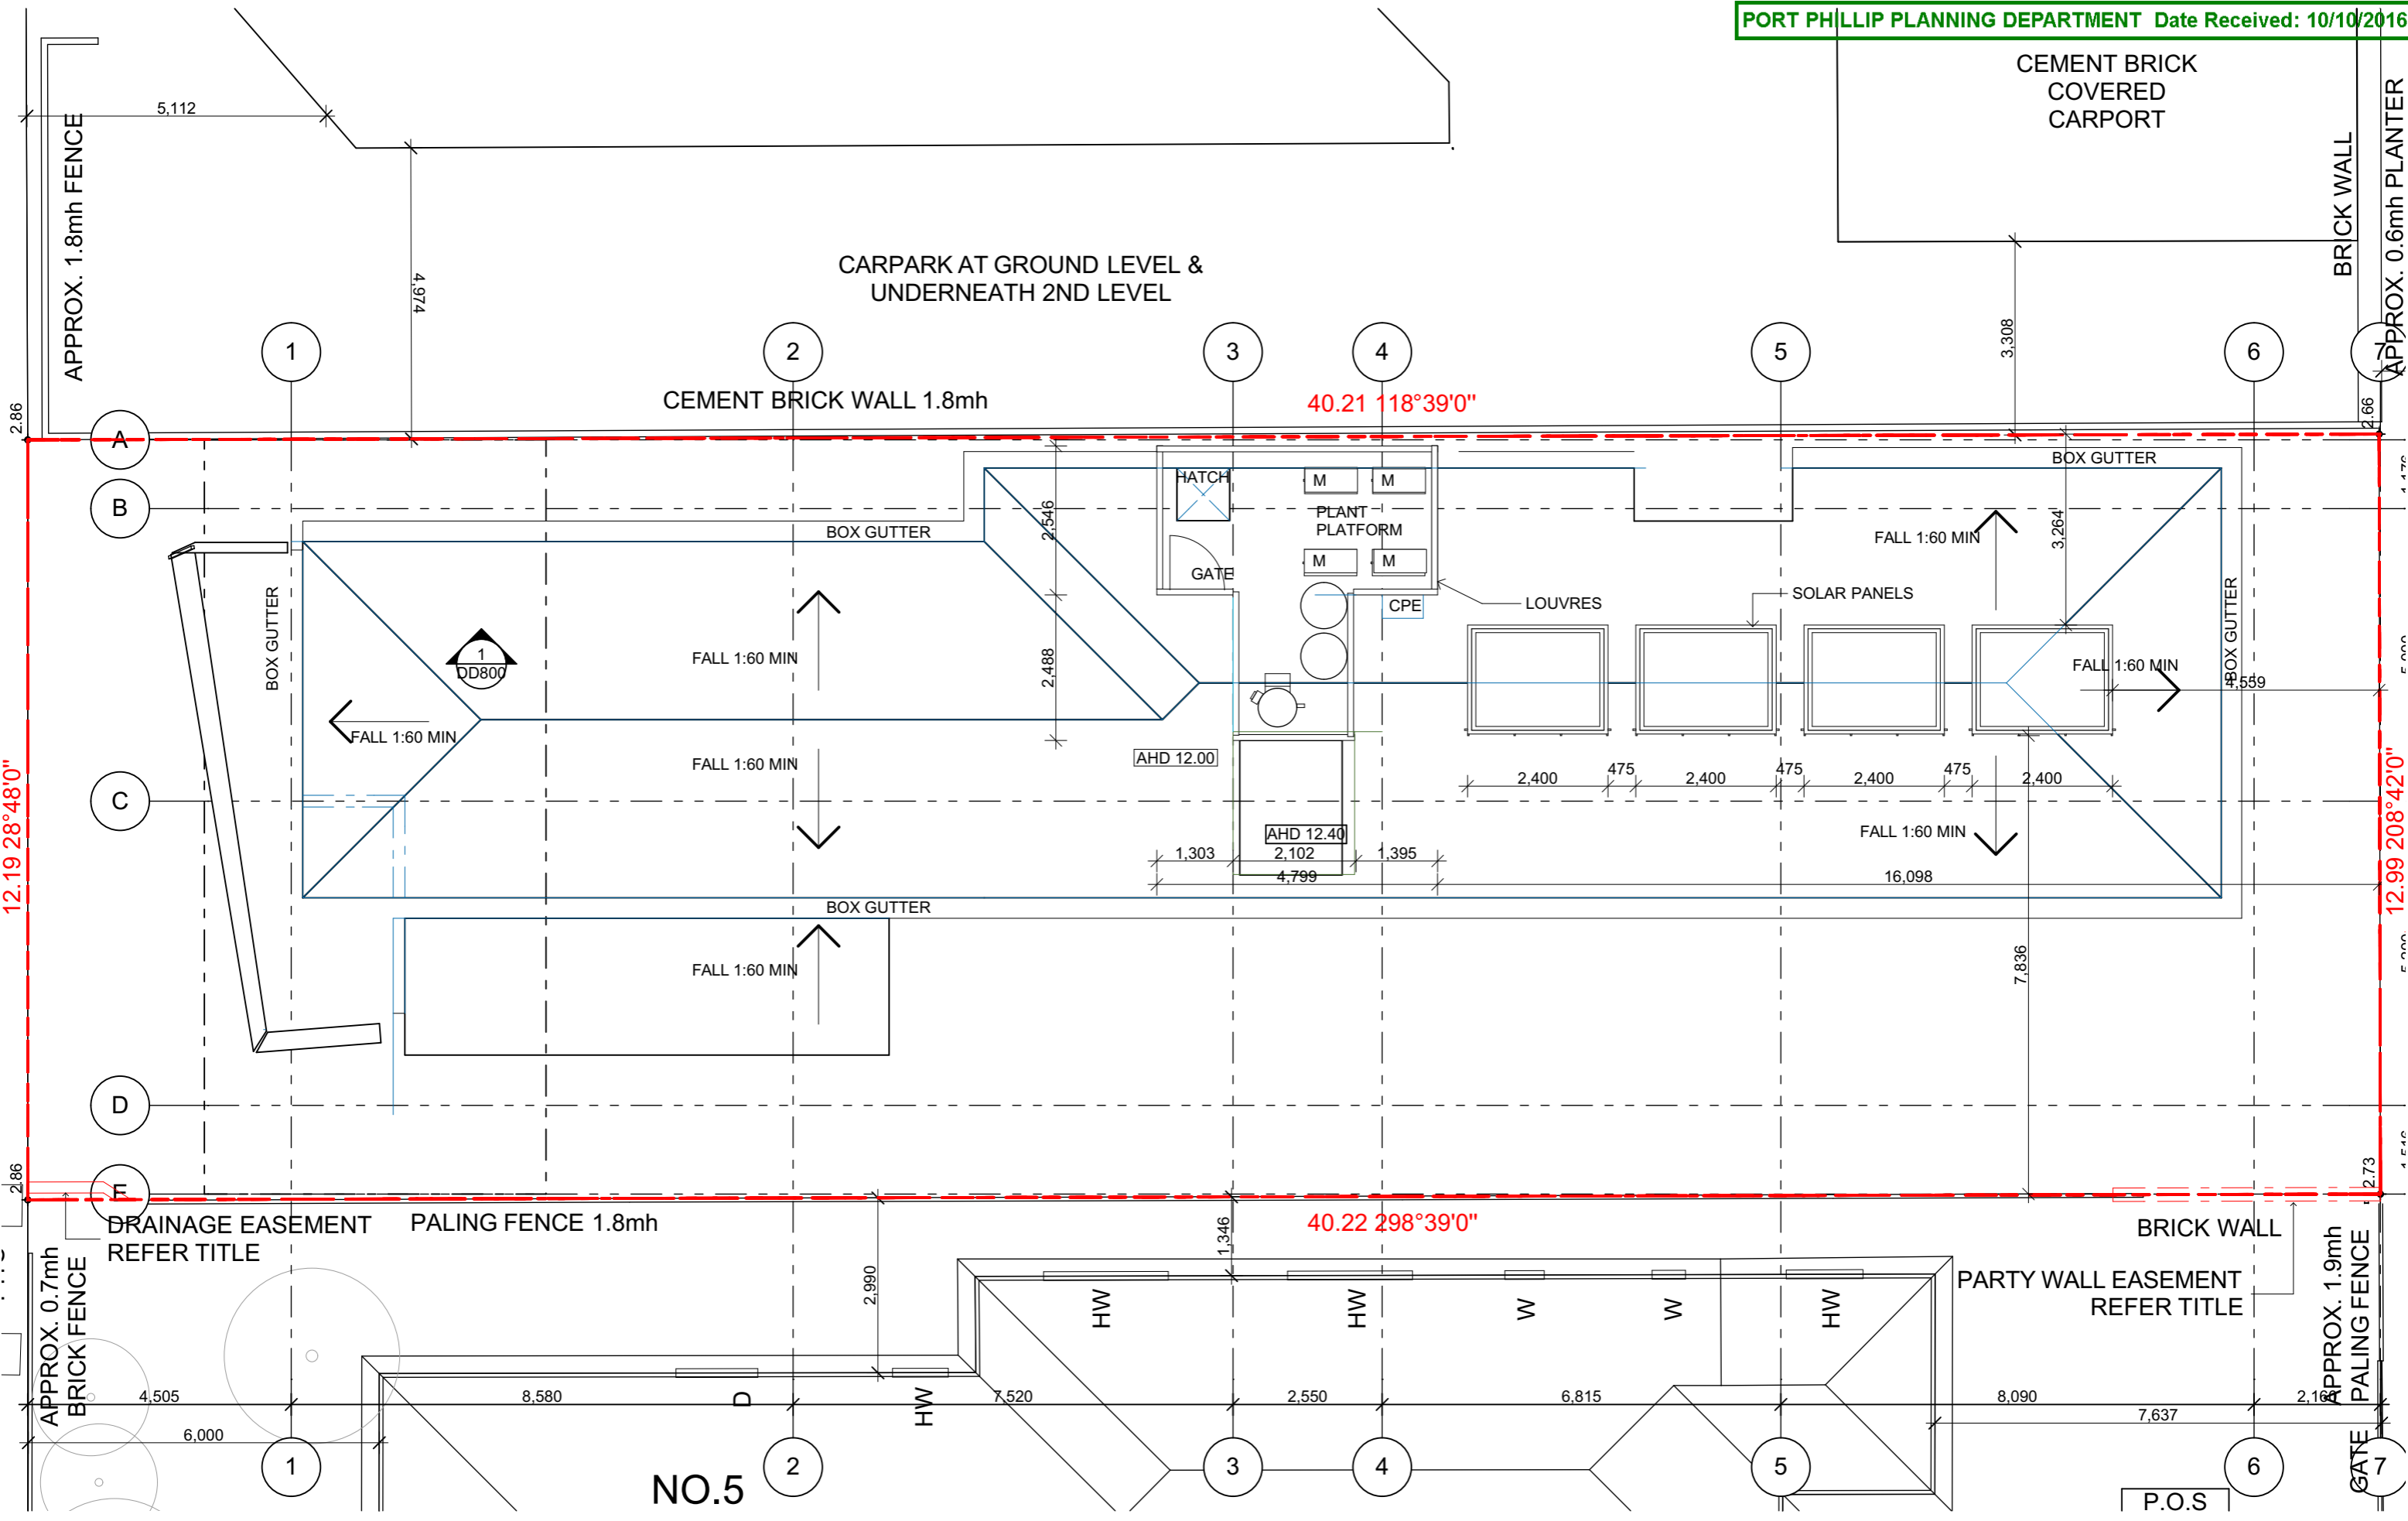 PORT PHILLIP PLANNING DEPARTMENT Date Received: 10/10/2016
CEMENT BRICK
COVERED
CARPORT
5,112
APPROX. 1.8mh FENCE
4,974
CARPARK AT GROUND LEVEL &
UNDERNEATH 2ND LEVEL
3,308
BRICK WALL
APPROX. 0.6mh PLANTER
1
2
3
4
5
6
7
CEMENT BRICK WALL 1.8mh
40.21 118°39'0"
2.86
2.66
A
B
C
D
HATCH
M
M
PLANT
PLATFORM
M
M
GATE
CPE
LOUVRES
SOLAR PANELS
BOX GUTTER
BOX GUTTER
BOX GUTTER
BOX GUTTER
BOX GUTTER
2,546
2,488
3,264
FALL 1:60 MIN
FALL 1:60 MIN
FALL 1:60 MIN
FALL 1:60 MIN
FALL 1:60 MIN
FALL 1:60 MIN
FALL 1:60 MIN
4,559
1
DD800
AHD 12.00
AHD 12.40
2,400
475
2,400
475
2,400
475
2,400
1,303
2,102
1,395
4,799
16,098
7,836
12.19 28°48'0"
12.99 208°42'0"
2.86
2.73
DRAINAGE EASEMENT
REFER TITLE
PALING FENCE 1.8mh
40.22 298°39'0"
1,346
2,990
BRICK WALL
PARTY WALL EASEMENT
REFER TITLE
APPROX. 0.7mh
BRICK FENCE
APPROX. 1.9mh
GATE PALING FENCE
HW
HW
W
W
HW
D
HW
4,505
8,580
7,520
2,550
6,815
8,090
7,637
6,000
1
2
3
4
5
6
7
NO.5
P.O.S